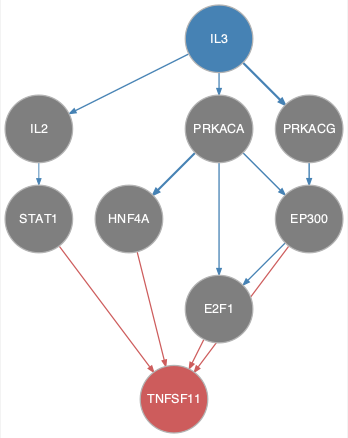 IL3
IL2
PRKACA
PRKACG
STAT1
HNF4A
EP300
E2F1
TNFSF11